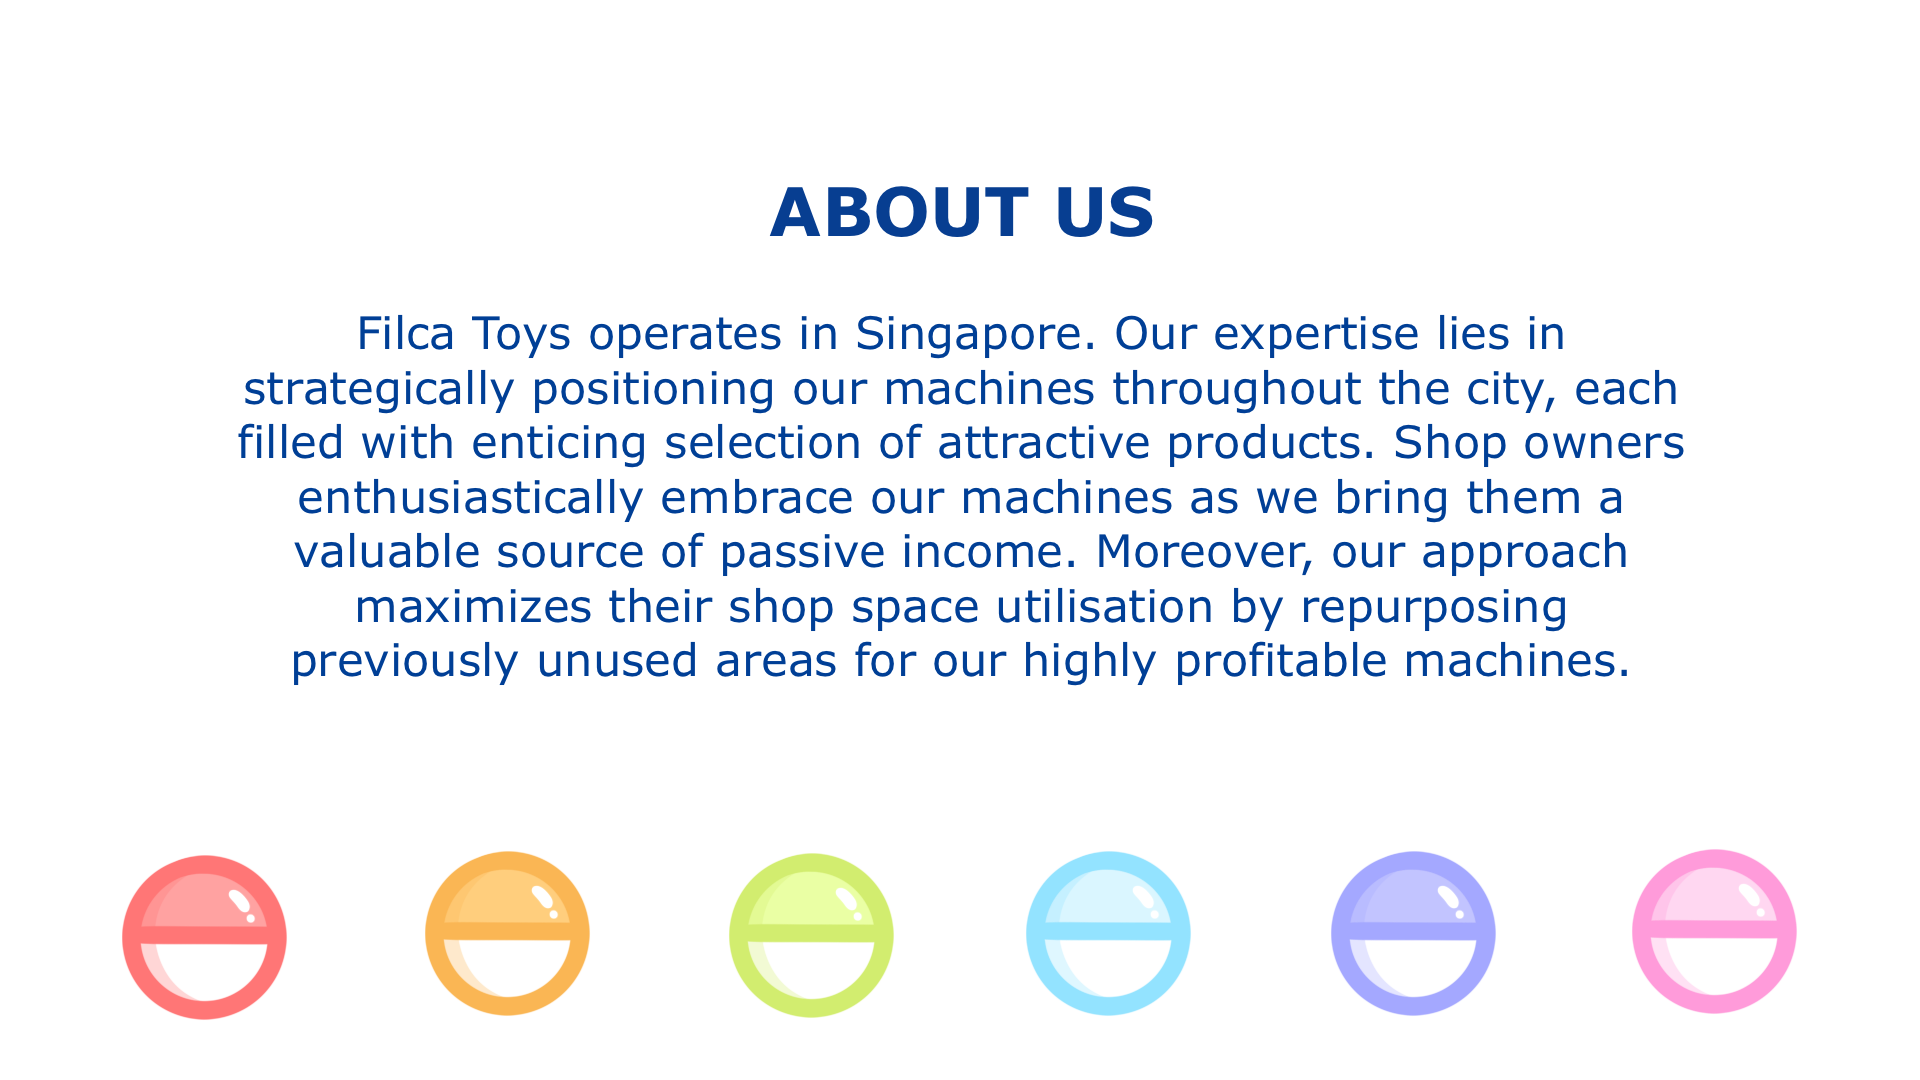 ABOUT US
Filca Toys operates in Singapore. Our expertise lies in
strategically positioning our machines throughout the city, each
filled with enticing selection of attractive products. Shop owners
enthusiastically embrace our machines as we bring them a
valuable source of passive income. Moreover, our approach
maximizes their shop space utilisation by repurposing
previously unused areas for our highly profitable machines.